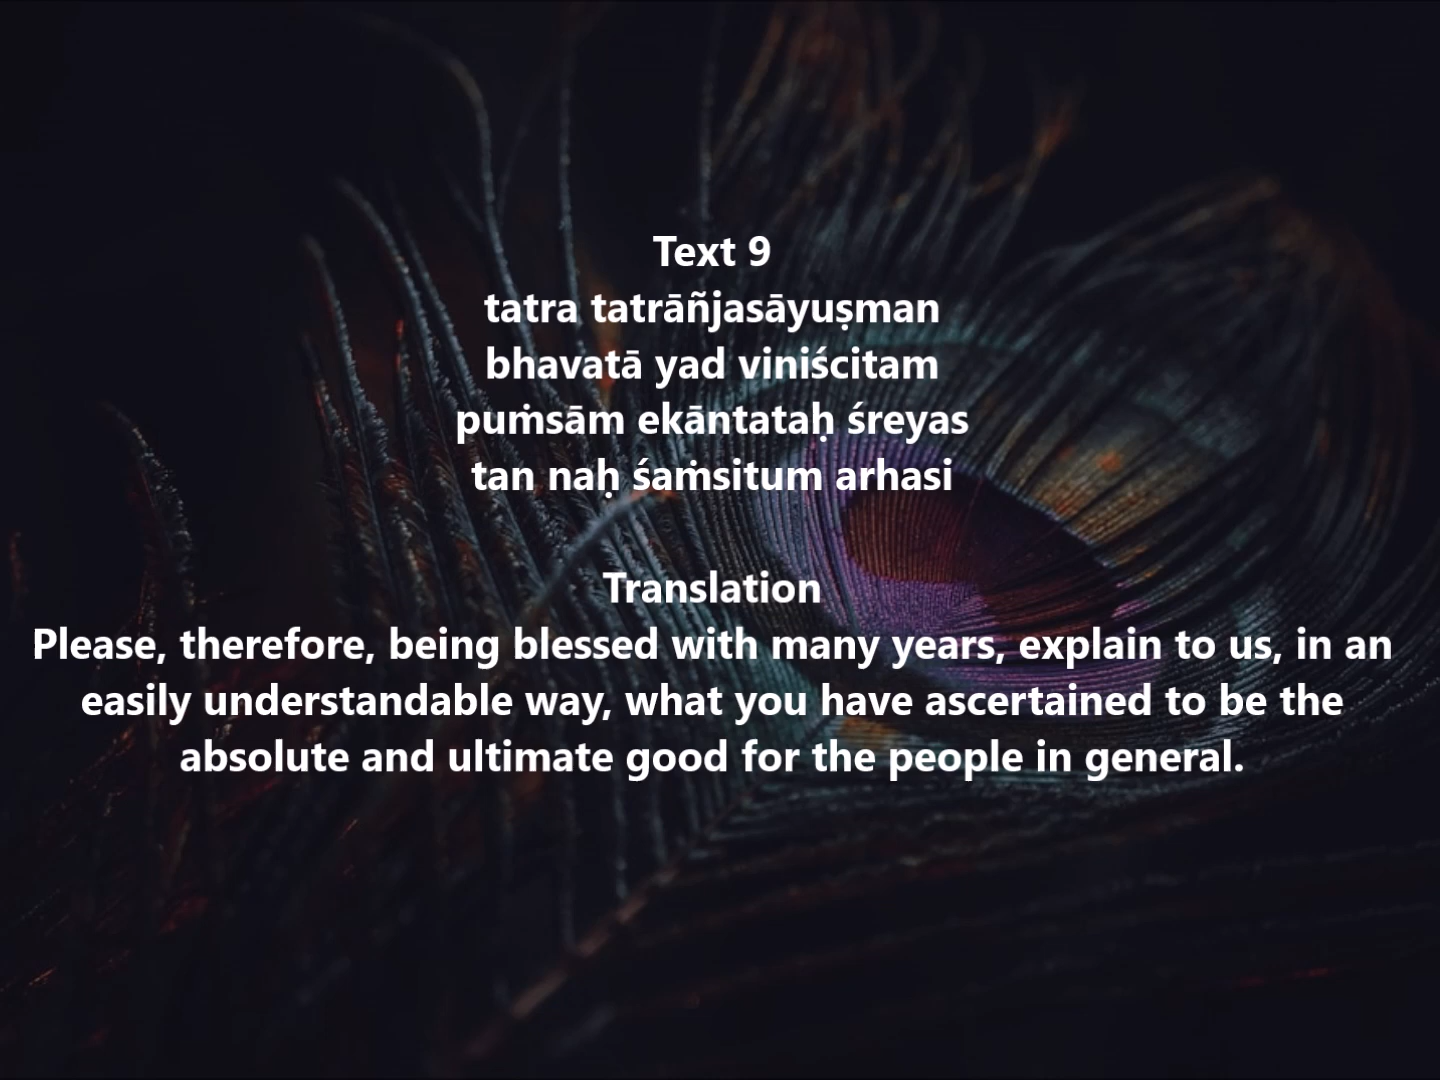 Text 9
tatra tatrāñjasāyuṣman
bhavatā yad viniścitam
puṁsām ekāntataḥ śreyas
tan naḥ śaṁsitum arhasi
Translation
Please, therefore, being blessed with many years, explain to us, in an
easily understandable way, what you have ascertained to be the
absolute and ultimate good for the people in general.